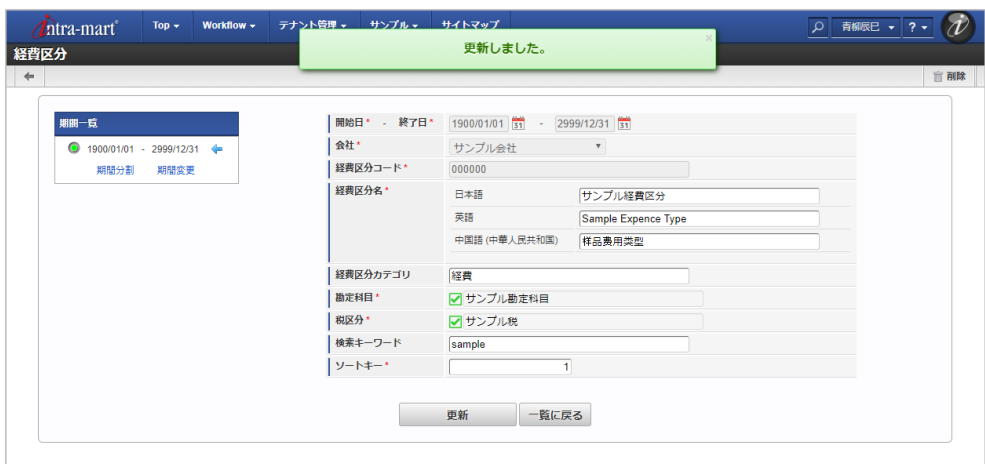 intra-mart Top Workflow テナント管理 サンプル サイトマップ 青柳辰巳 ?
更新しました。 ×
経費区分
削除
期間一覧
1900/01/01 - 2999/12/31
期間分割 期間変更
開始日* - 終了日* 1900/01/01 31 - 2999/12/31 31
会社* サンプル会社
経費区分コード* 000000
経費区分名* 日本語 サンプル経費区分
英語 Sample Expence Type
中国語 (中華人民共和国) 样品费用类型
経費区分カテゴリ 経費
勘定科目* サンプル勘定科目
税区分* サンプル税
検索キーワード sample
ソートキー* 1
更新 一覧に戻る